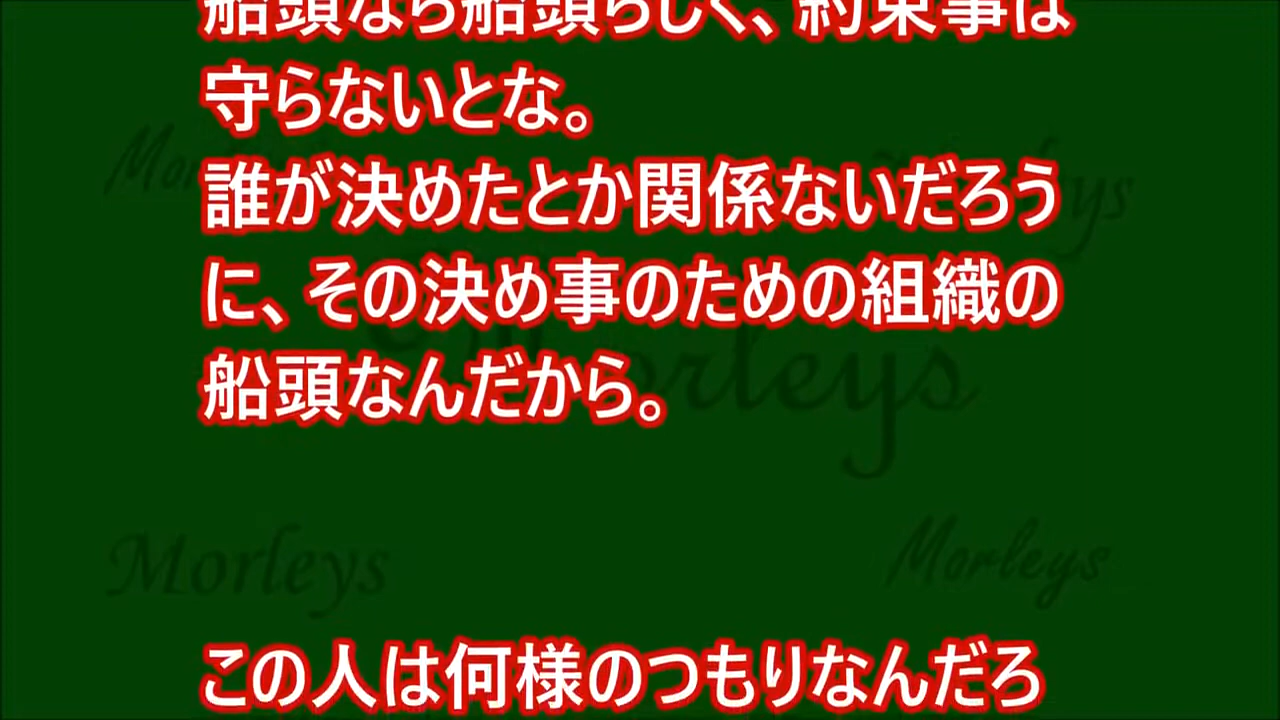 船頭なら船頭らしく、約束事は
守らないとな。
誰が決めたとか関係ないだろう
に、その決め事のための組織の
船頭なんだから。
Morleys
Morleys
Morleys
この人は何様のつもりなんだろ